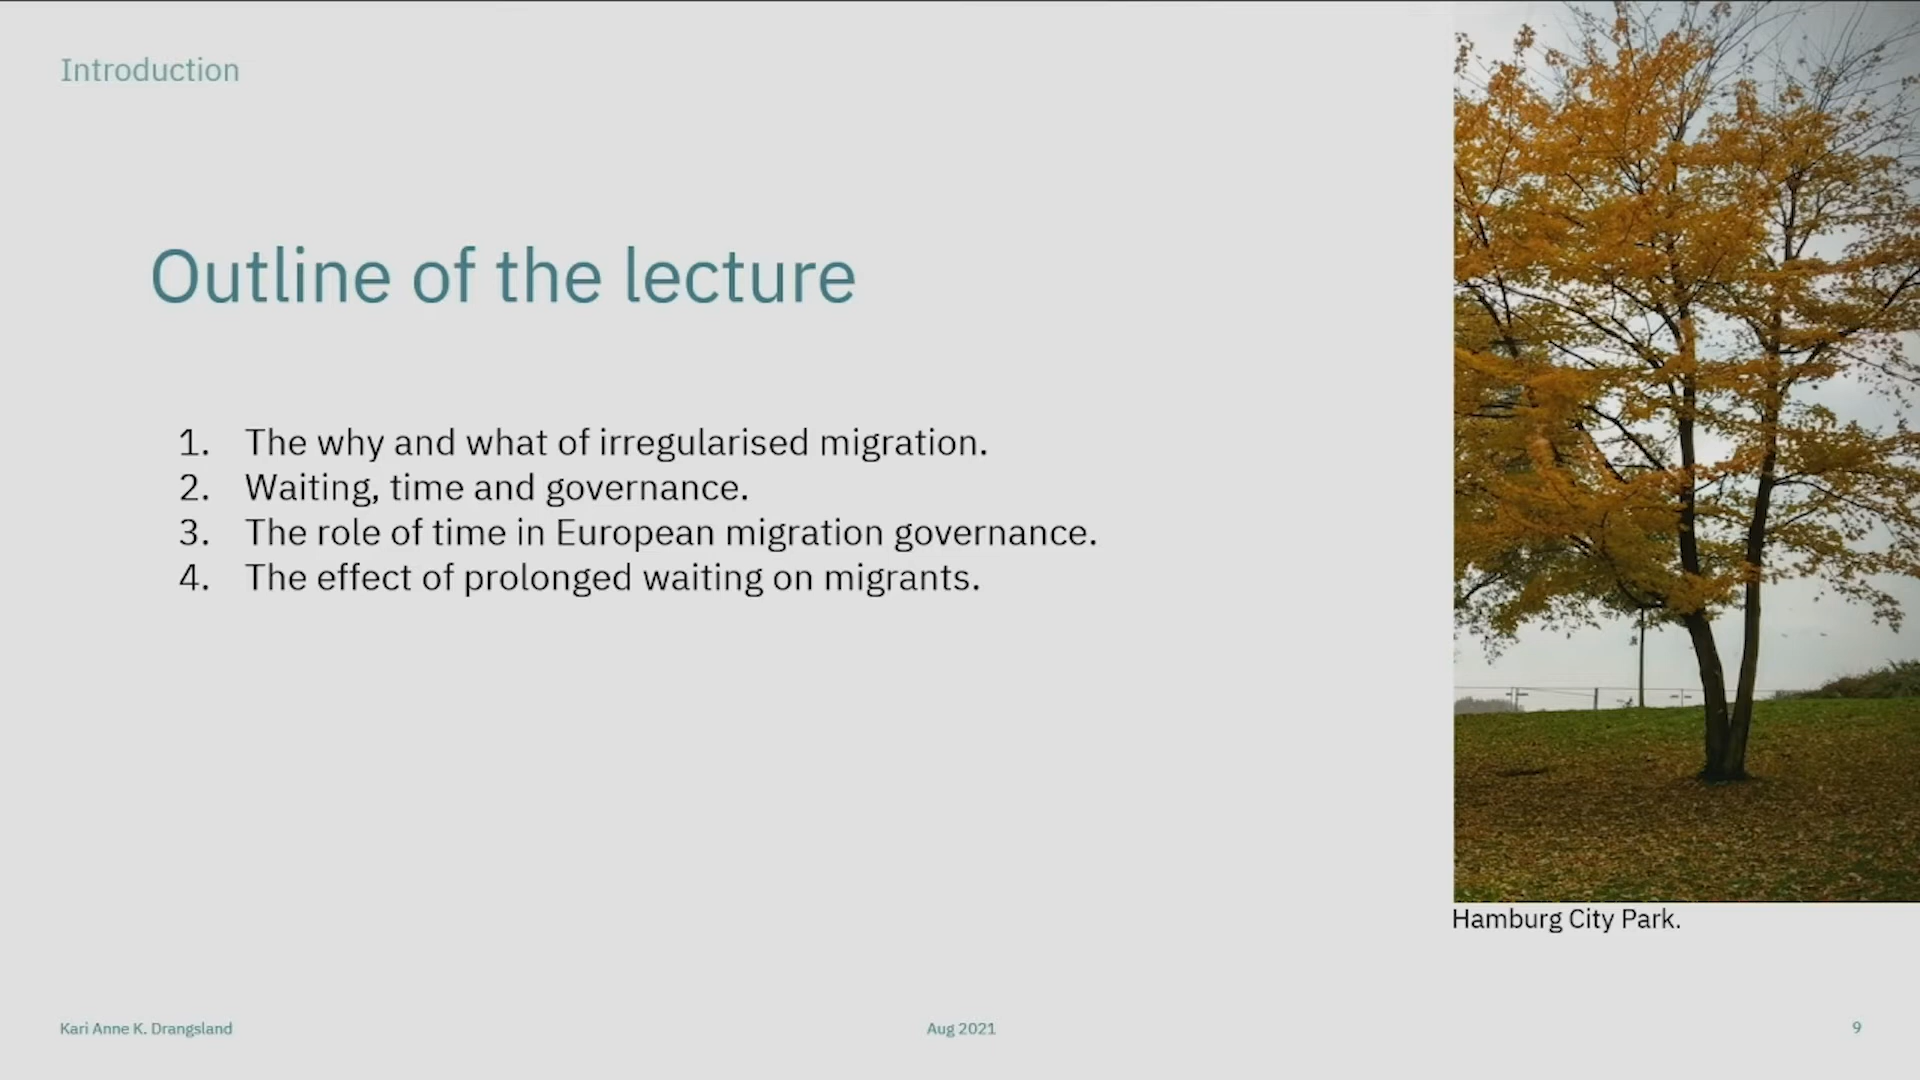 Introduction
Outline of the lecture
1. The why and what of irregularised migration.
2. Waiting, time and governance.
3. The role of time in European migration governance.
4. The effect of prolonged waiting on migrants.
Hamburg City Park.
Kari Anne K. Drangsland
Aug 2021
9